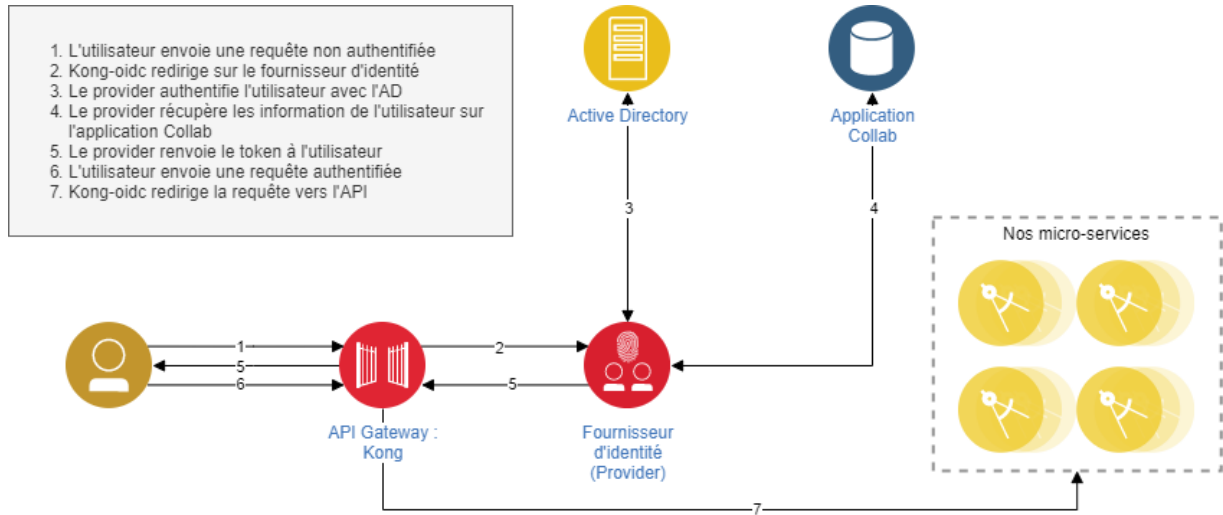 1. L'utilisateur envoie une requête non authentifiée
2. Kong-oidc redirige sur le fournisseur d'identité
3. Le provider authentifie l'utilisateur avec l'AD
4. Le provider récupère les information de l'utilisateur sur
l'application Collab
5. Le provider renvoie le token à l'utilisateur
6. L'utilisateur envoie une requête authentifiée
7. Kong-oidc redirige la requête vers l'API
Active Directory
Application
Collab
3
4
Nos micro-services
1
2
5
5
6
API Gateway :
Kong
Fournisseur
d'identité
(Provider)
7